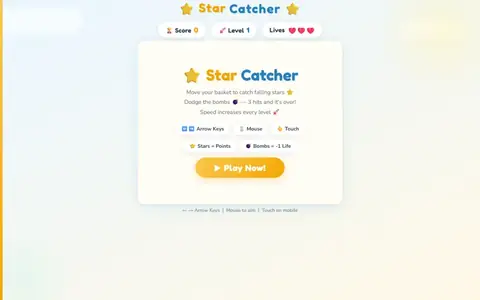 Star Catcher
Score 0 Level 1 Lives
Star Catcher
Move your basket to catch falling stars
Dodge the bombs — 3 hits and it's over!
Speed increases every level
Arrow Keys Mouse Touch
Stars = Points Bombs = -1 Life
▶ Play Now!
← → Arrow Keys | Mouse to aim | Touch on mobile